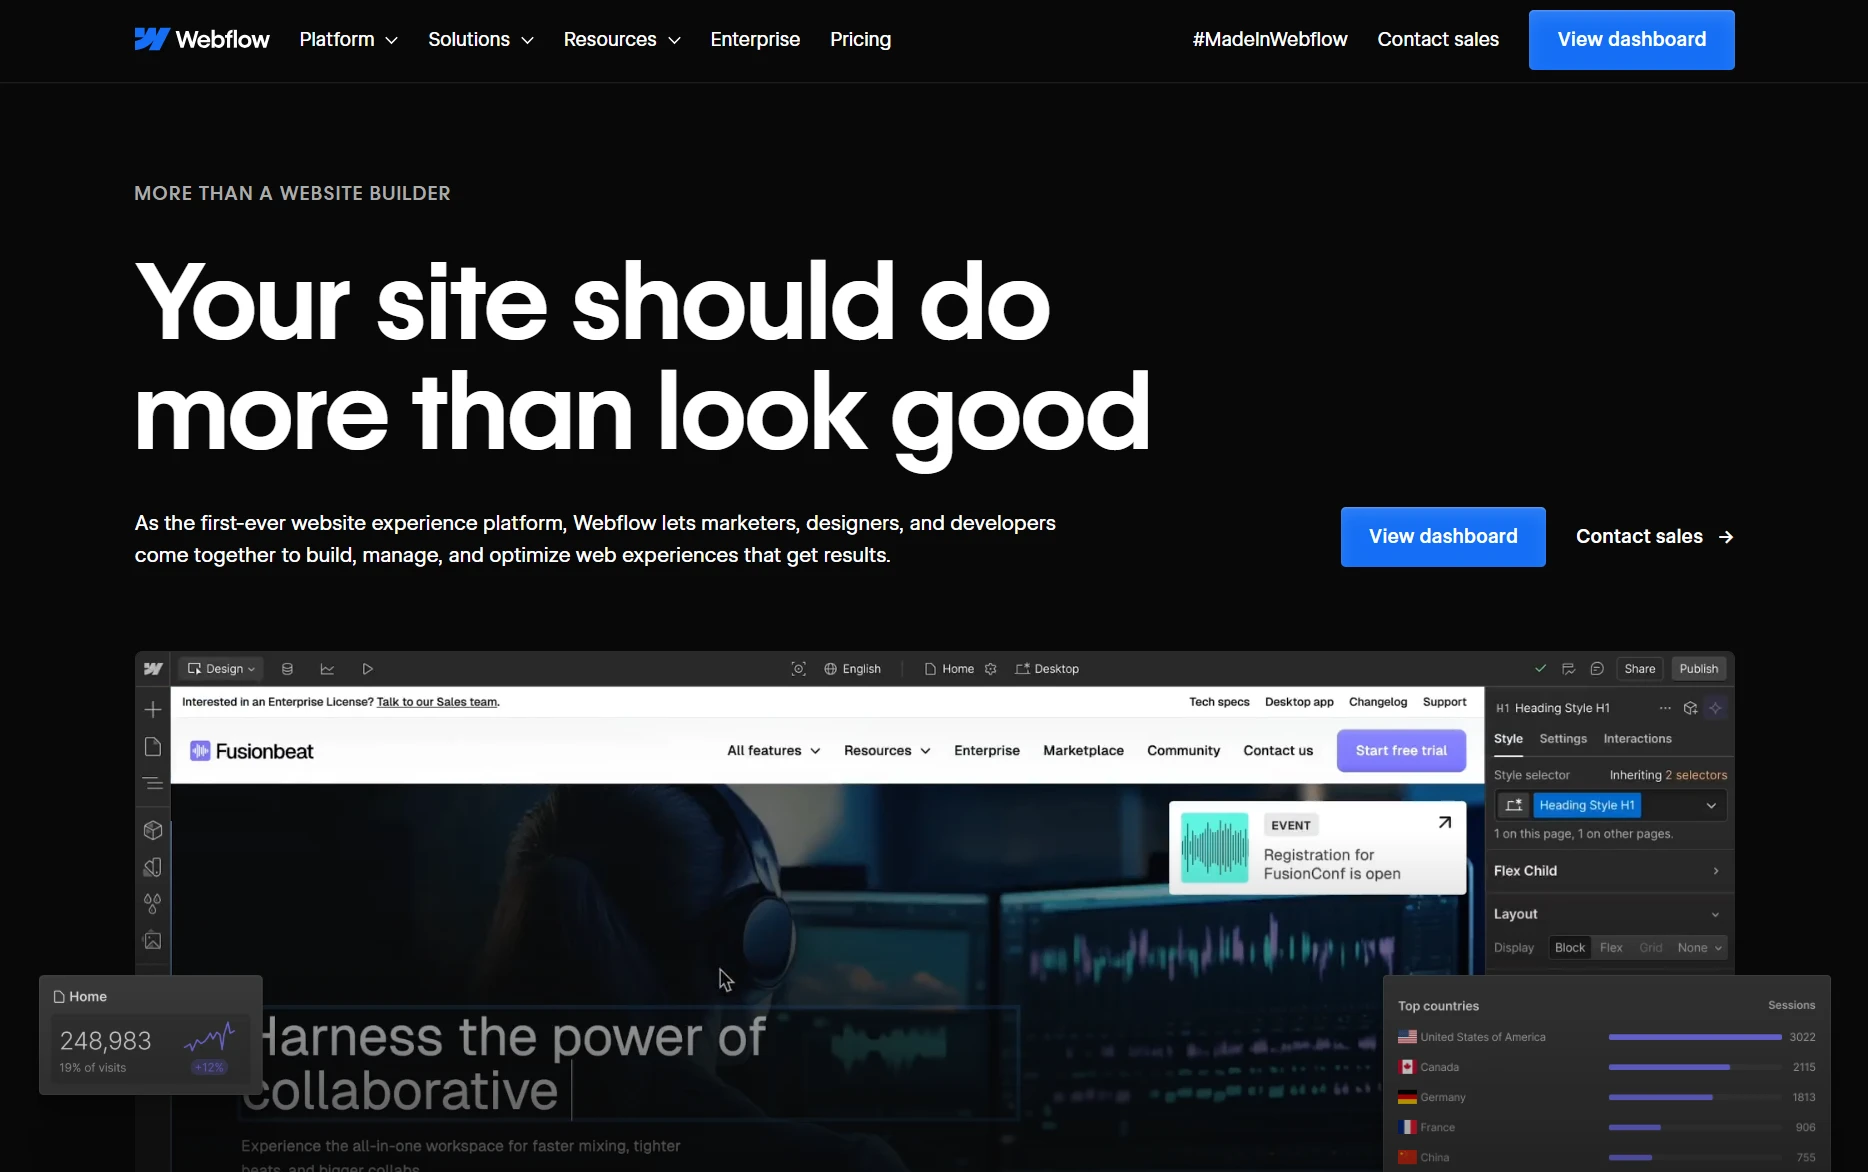 Webflow
Platform
Solutions
Resources
Enterprise
Pricing
#MadeInWebflow
Contact sales
View dashboard
MORE THAN A WEBSITE BUILDER
Your site should do
more than look good
As the first-ever website experience platform, Webflow lets marketers, designers, and developers
come together to build, manage, and optimize web experiences that get results.
View dashboard
Contact sales →
Design
English
Home
Desktop
Share
Publish
Interested in an Enterprise License? Talk to our Sales team.
Tech specs
Desktop app
Changelog
Support
Fusionbeat
All features
Resources
Enterprise
Marketplace
Community
Contact us
Start free trial
EVENT
Registration for
FusionConf is open
H1 Heading Style H1
Style
Settings
Interactions
Style selector
Inheriting 2 selectors
Heading Style H1
1 on this page, 1 on other pages.
Flex Child
Layout
Display
Block
Flex
Grid
None
Home
248,983
19% of visits
+12%
Harness the power of
collaborative
Experience the all-in-one workspace for faster mixing, tighter
beats, and bigger collabs
Top countries
Sessions
United States of America 3022
Canada 2115
Germany 1813
France 906
China 755